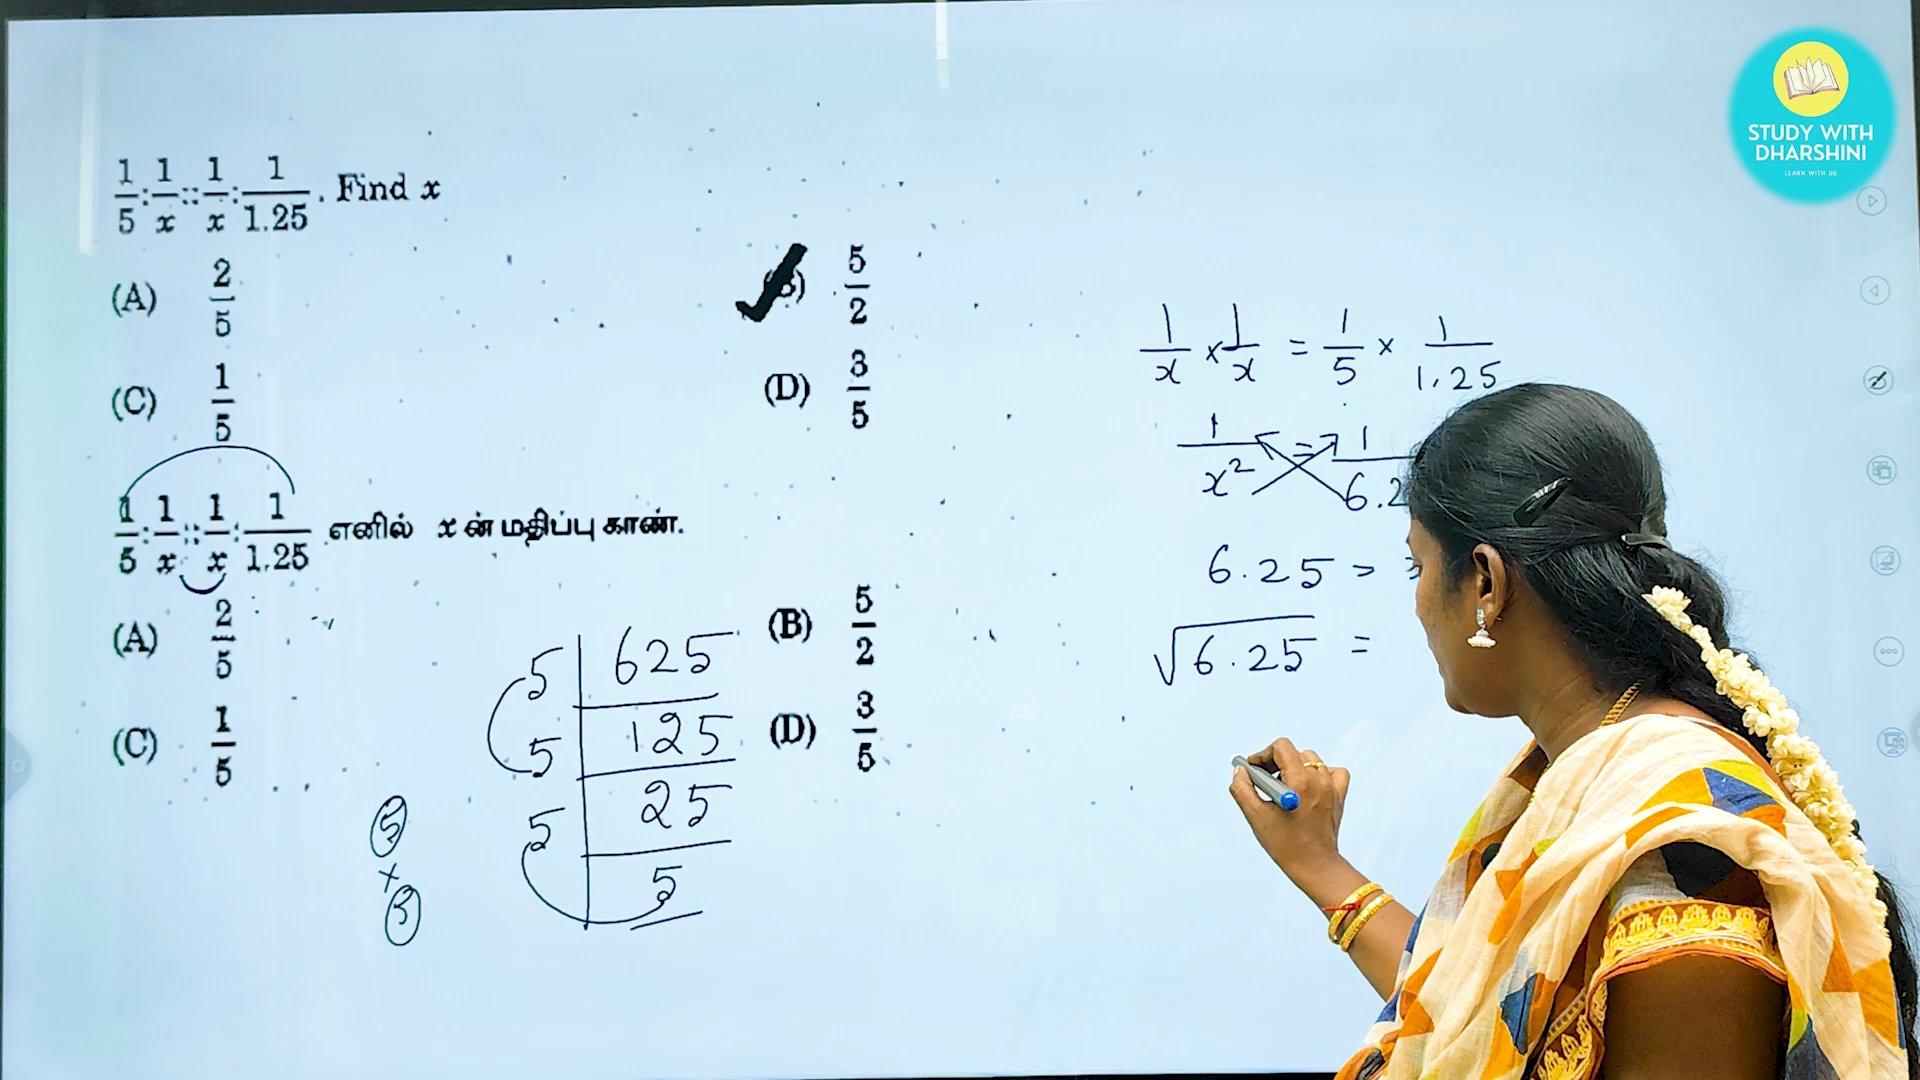 STUDY WITH
DHARSHINI
LEARN WITH US
1/5 : 1/x :: 1/x : 1/1.25 . Find x
(A) 2/5
(B) 5/2
(C) 1/5
(D) 3/5
1/5 : 1/x :: 1/x : 1/1.25 எனில் x ன் மதிப்பு காண்.
(A) 2/5
(B) 5/2
(C) 1/5
(D) 3/5
5 | 625
5 | 125
5 | 25
5
5
×
5
1/x × 1/x = 1/5 × 1/1.25
1/x² = 1/6.2
6.25 =
√6.25 =